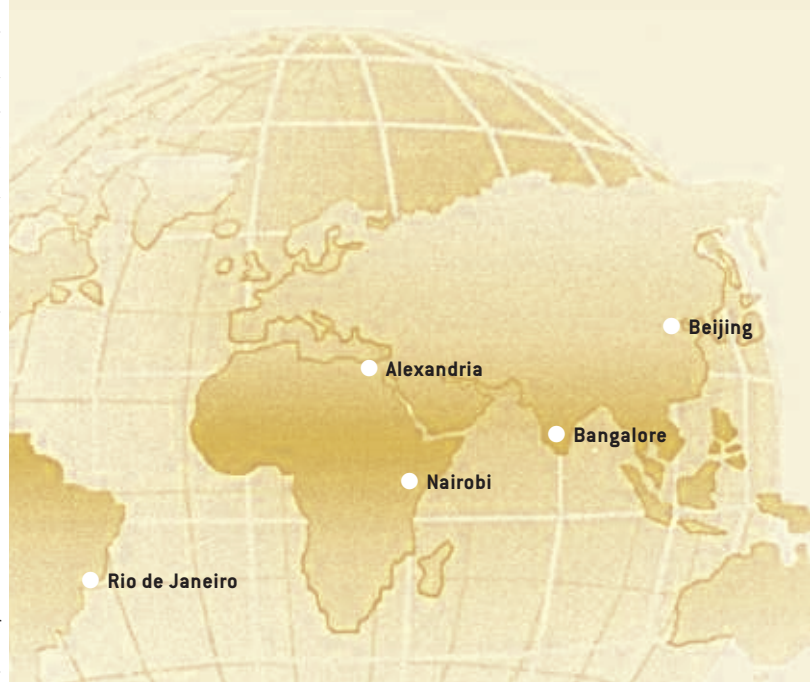 Beijing
Alexandria
Bangalore
Nairobi
Rio de Janeiro